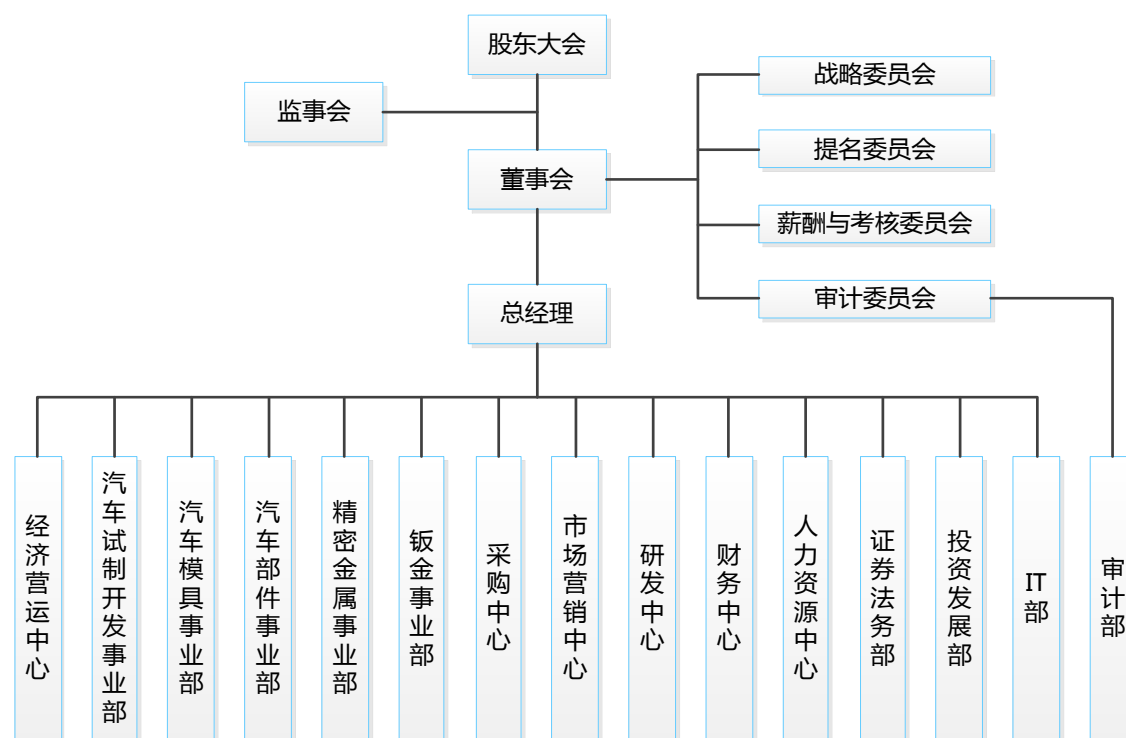 股东大会
战略委员会
监事会
提名委员会
董事会
薪酬与考核委员会
审计委员会
总经理
经济营运中心
汽车试制开发事业部
汽车模具事业部
汽车部件事业部
精密金属事业部
钣金事业部
采购中心
市场营销中心
研发中心
财务中心
人力资源中心
证券法务部
投资发展部
IT部
审计部